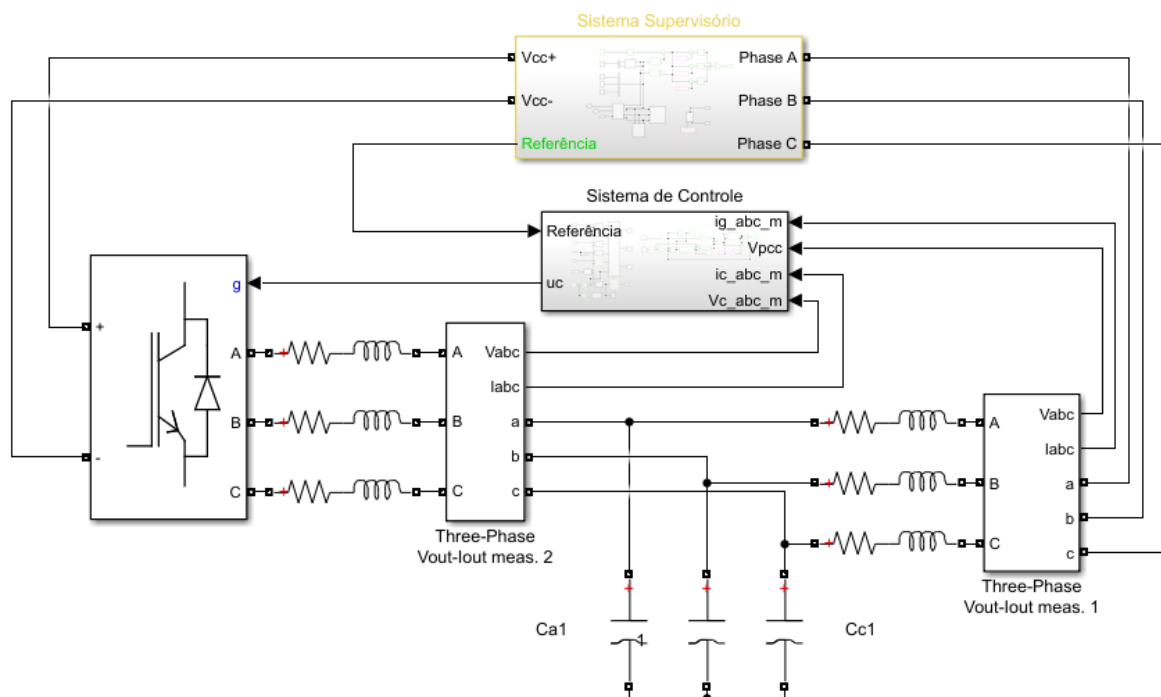 Sistema Supervisório
Vcc+
Phase A
Vcc-
Phase B
Referência
Phase C
Sistema de Controle
ig_abc_m
Referência
Vpcc
ic_abc_m
uc
Vc_abc_m
g
+
A
B
-
C
A
Vabc
Iabc
B
a
b
C
c
Three-Phase
Vout-Iout meas. 2
A
Vabc
Iabc
B
a
b
C
c
Three-Phase
Vout-Iout meas. 1
Ca1
1
Cc1